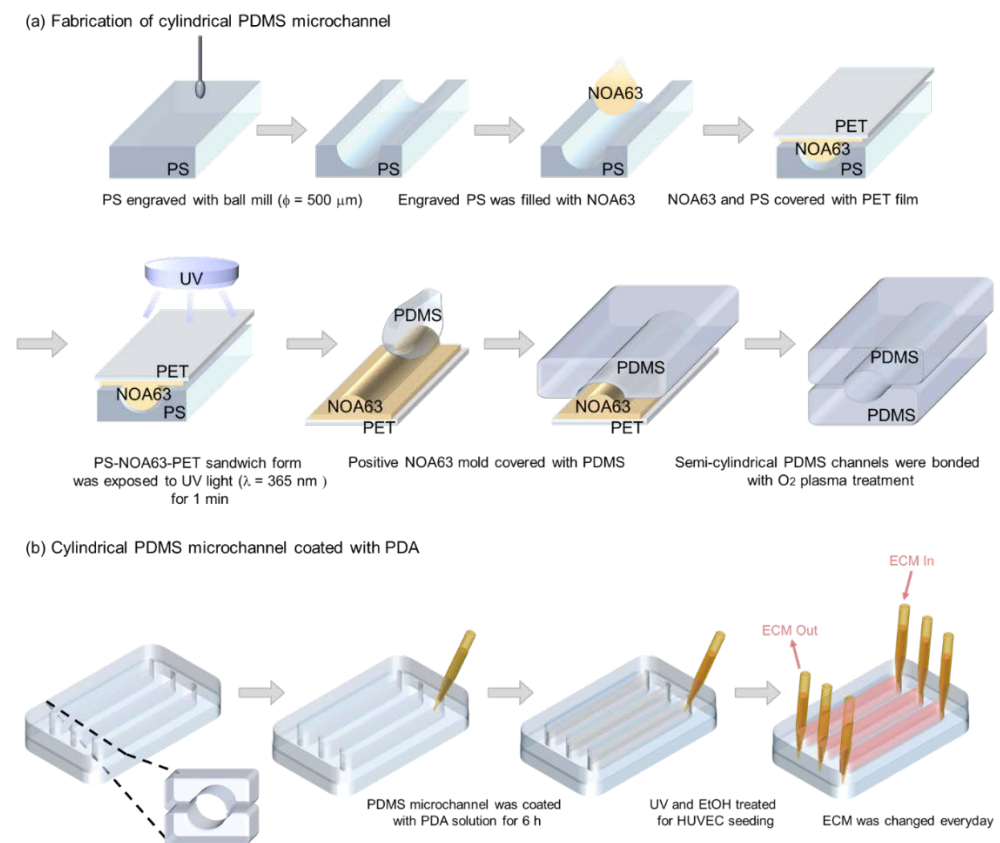 (a) Fabrication of cylindrical PDMS microchannel
PS
PS
NOA63
PS
PET
NOA63
PS
PS engraved with ball mill (ϕ = 500 μm)
Engraved PS was filled with NOA63
NOA63 and PS covered with PET film
UV
PET
NOA63
PS
PDMS
NOA63
PET
PDMS
NOA63
PET
PDMS
PDMS
PS-NOA63-PET sandwich form
was exposed to UV light (λ = 365 nm )
for 1 min
Positive NOA63 mold covered with PDMS
Semi-cylindrical PDMS channels were bonded
with O2 plasma treatment
(b) Cylindrical PDMS microchannel coated with PDA
ECM In
ECM Out
PDMS microchannel was coated
with PDA solution for 6 h
UV and EtOH treated
for HUVEC seeding
ECM was changed everyday